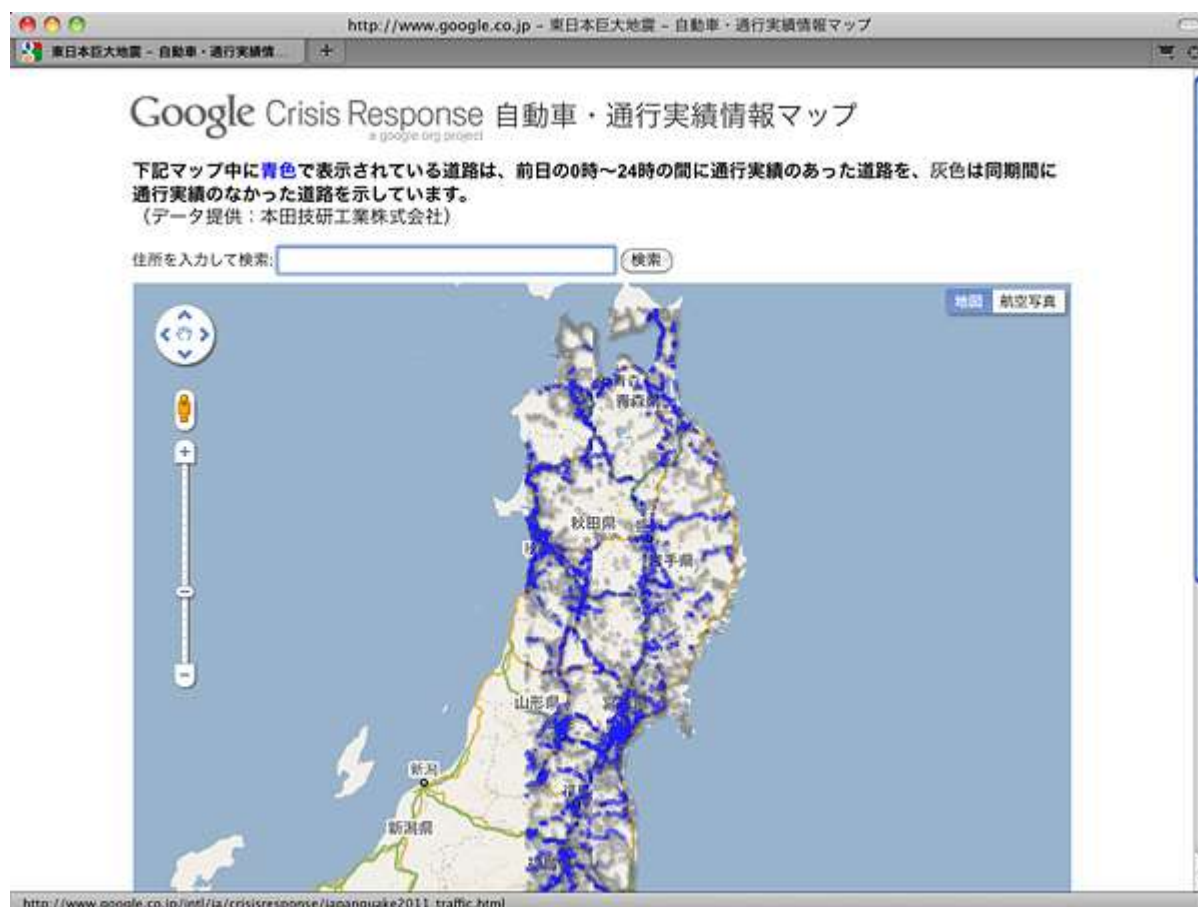 http://www.google.co.jp – 東日本巨大地震 – 自動車・通行実績情報マップ
東日本巨大地震 – 自動車・通行実績情...
Google Crisis Response 自動車・通行実績情報マップ
a google.org project
下記マップ中に青色で表示されている道路は、前日の0時〜24時の間に通行実績のあった道路を、灰色は同期間に
通行実績のなかった道路を示しています。
（データ提供：本田技研工業株式会社）
住所を入力して検索:
検索
地図 航空写真
青森
青森県
秋田県
手県
山形県
新潟
新潟県
http://www.google.co.jp/intl/ja/crisisresponse/japanquake2011_traffic.html